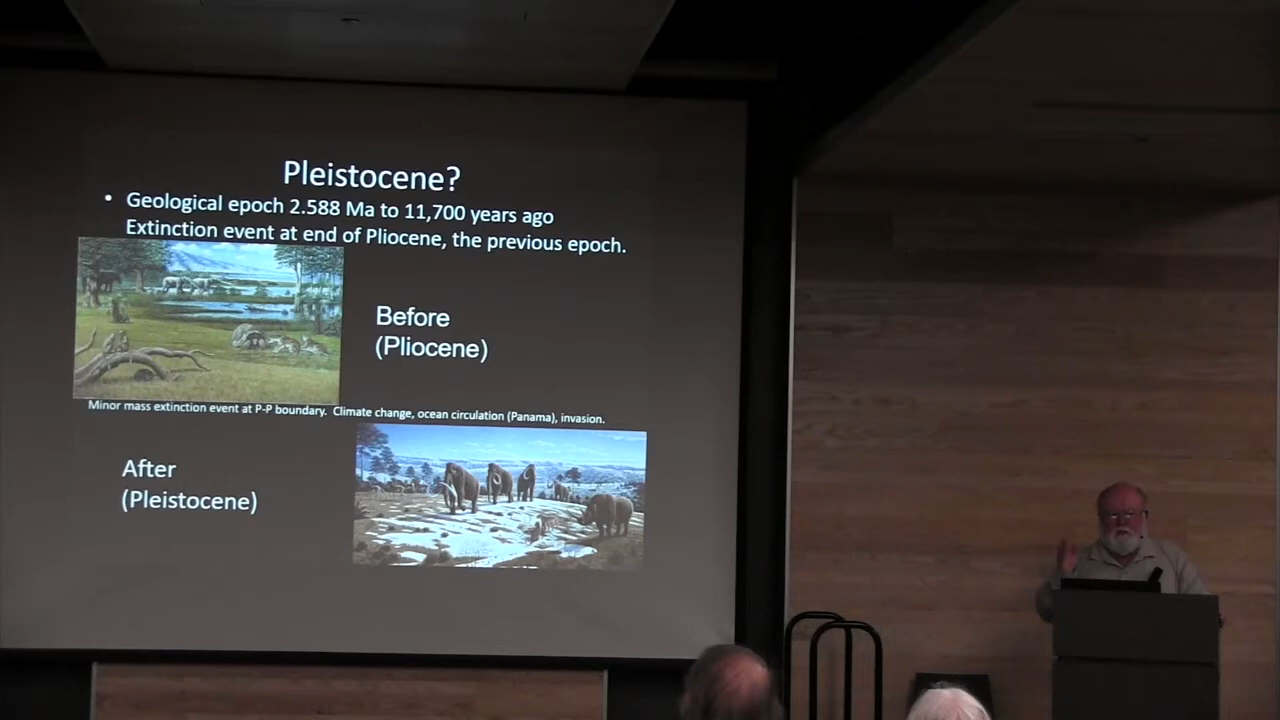 Pleistocene?
• Geological epoch 2.588 Ma to 11,700 years ago
Extinction event at end of Pliocene, the previous epoch.
Before
(Pliocene)
Minor mass extinction event at P-P boundary. Climate change, ocean circulation (Panama), invasion.
After
(Pleistocene)